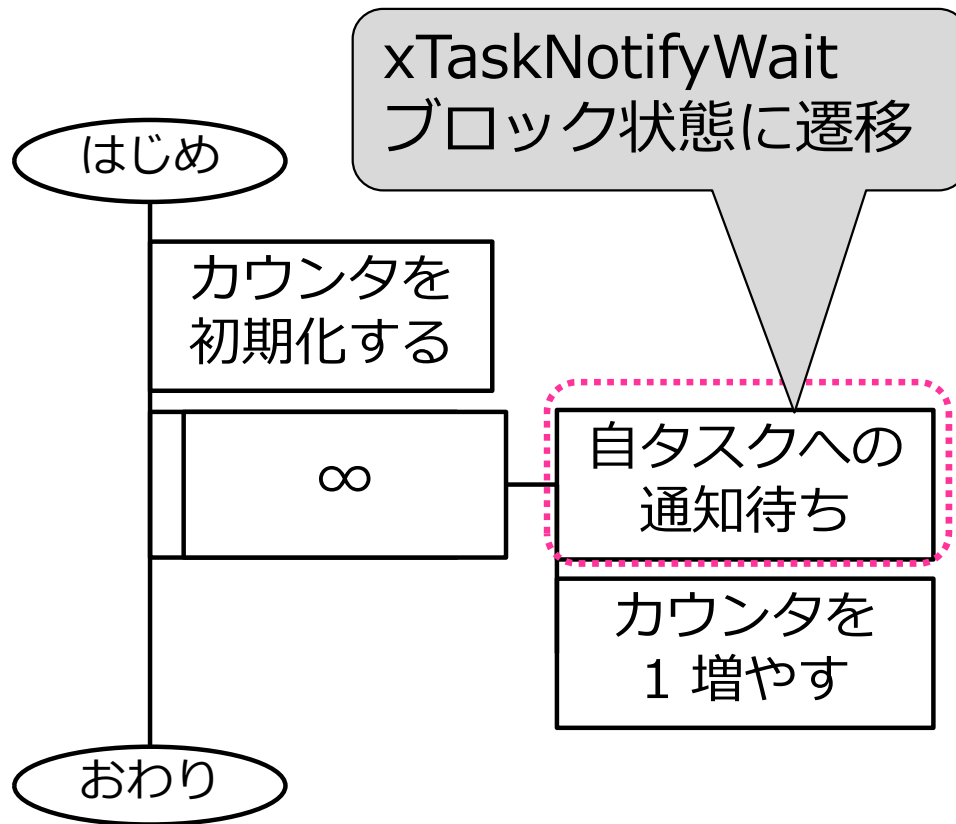 xTaskNotifyWait
ブロック状態に遷移
はじめ
カウンタを
初期化する
∞
自タスクへの
通知待ち
カウンタを
1 増やす
おわり